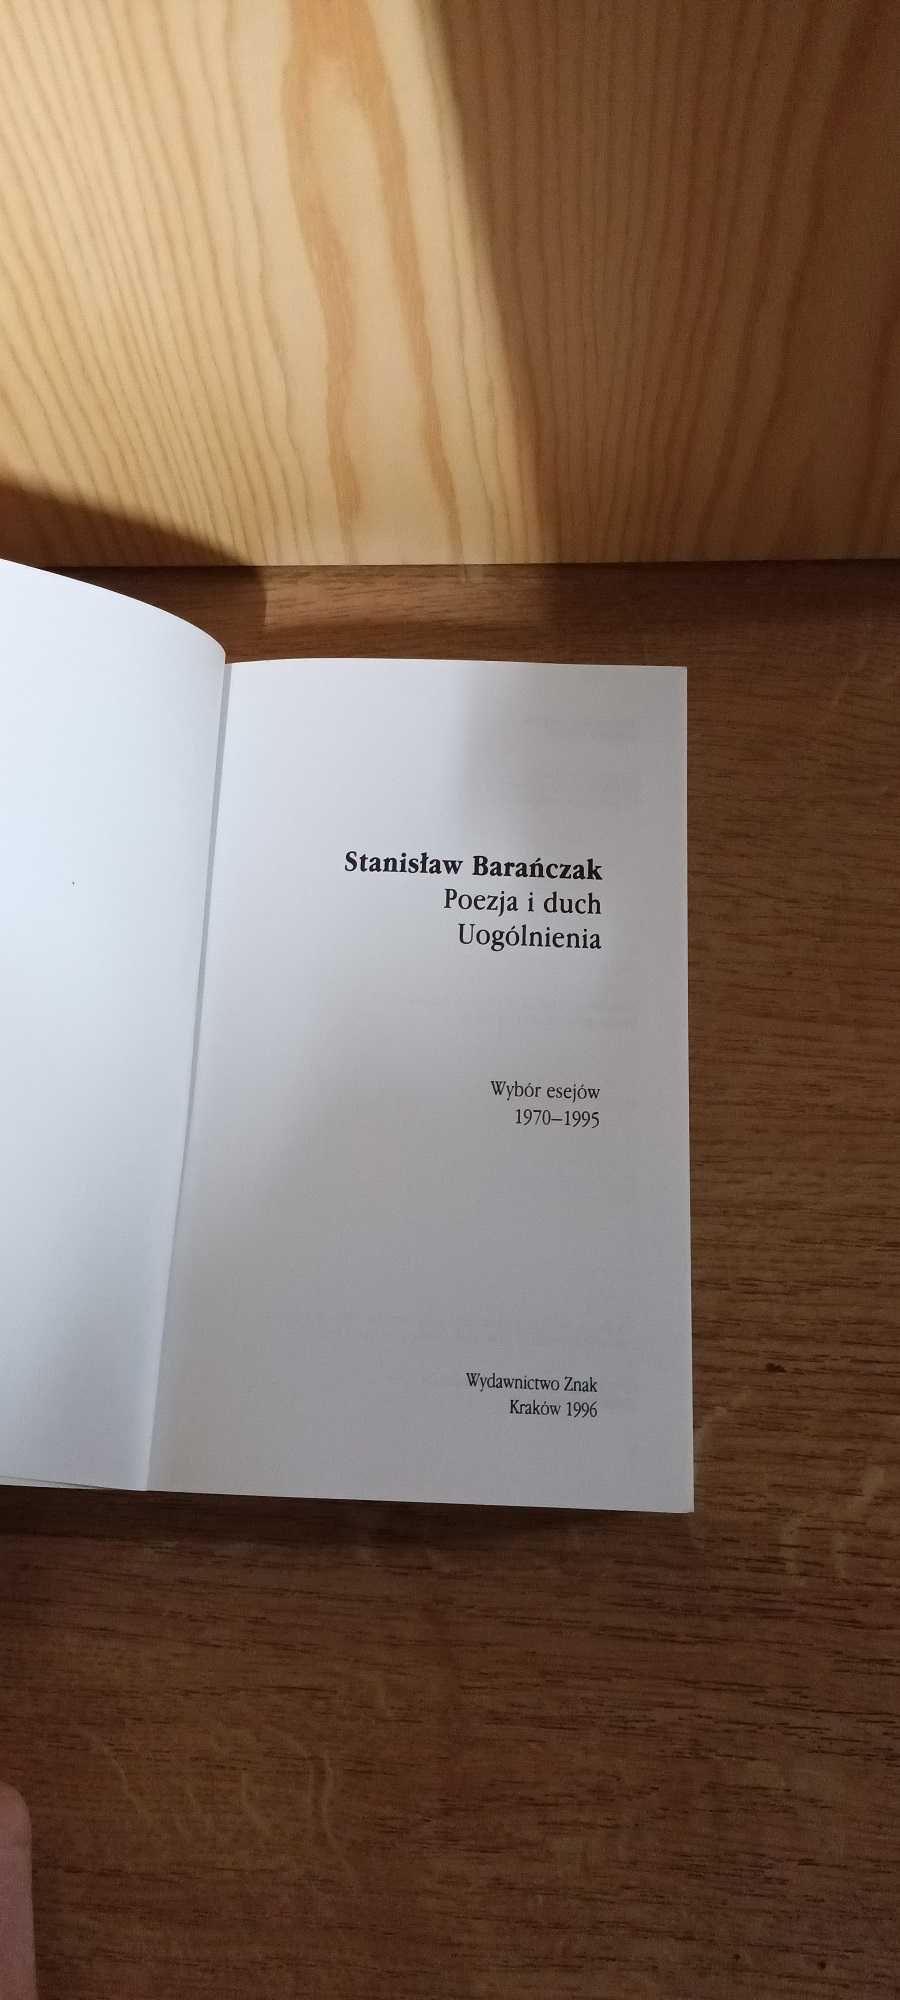 Stanisław Barańczak
Poezja i duch
Uogólnienia
Wybór esejów
1970–1995
Wydawnictwo Znak
Kraków 1996